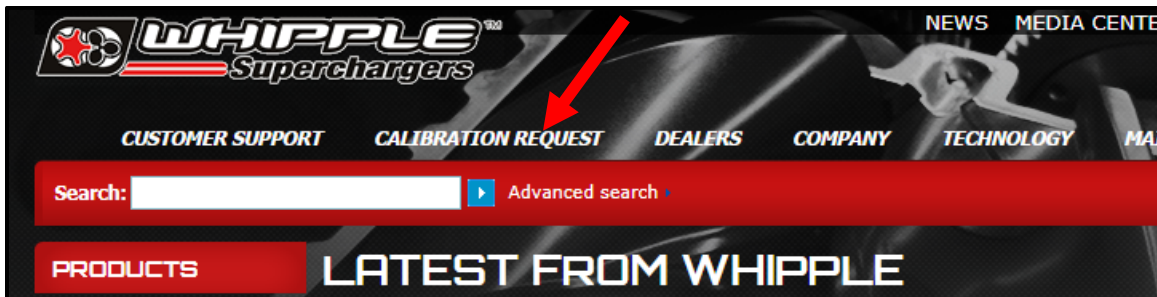 NEWS MEDIA CENTE
WHIPPLE™
Superchargers
CUSTOMER SUPPORT CALIBRATION REQUEST DEALERS COMPANY TECHNOLOGY MA
Search: Advanced search
PRODUCTS
LATEST FROM WHIPPLE